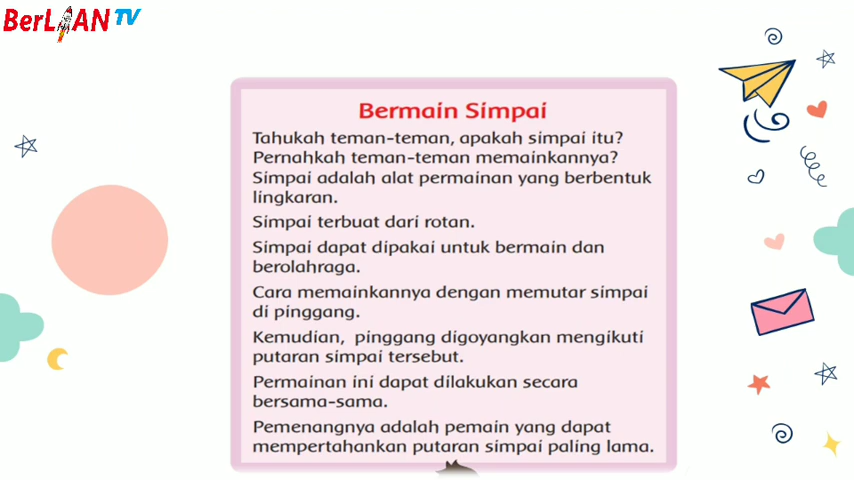 BerLIAN TV
Bermain Simpai
Tahukah teman-teman, apakah simpai itu?
Pernahkah teman-teman memainkannya?
Simpai adalah alat permainan yang berbentuk
lingkaran.
Simpai terbuat dari rotan.
Simpai dapat dipakai untuk bermain dan
berolahraga.
Cara memainkannya dengan memutar simpai
di pinggang.
Kemudian, pinggang digoyangkan mengikuti
putaran simpai tersebut.
Permainan ini dapat dilakukan secara
bersama-sama.
Pemenangnya adalah pemain yang dapat
mempertahankan putaran simpai paling lama.